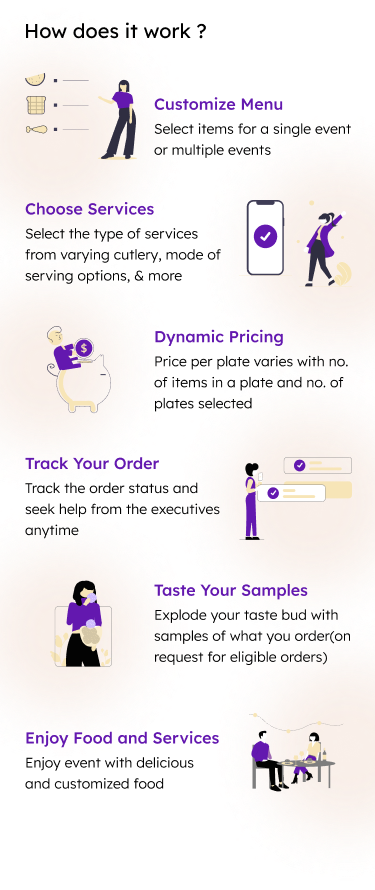 How does it work ?
Customize Menu
Select items for a single event
or multiple events
Choose Services
Select the type of services
from varying cutlery, mode of
serving options, & more
$
Dynamic Pricing
Price per plate varies with no.
of items in a plate and no. of
plates selected
Track Your Order
Track the order status and
seek help from the executives
anytime
Taste Your Samples
Explode your taste bud with
samples of what you order(on
request for eligible orders)
Enjoy Food and Services
Enjoy event with delicious
and customized food